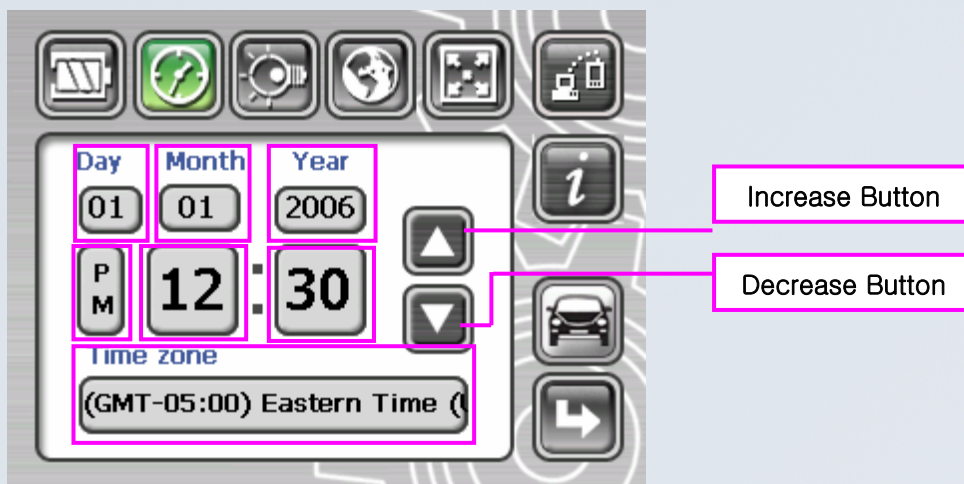 Day Month Year
01 01 2006
i
Increase Button
PM 12 : 30
Decrease Button
Time zone
(GMT-05:00) Eastern Time (